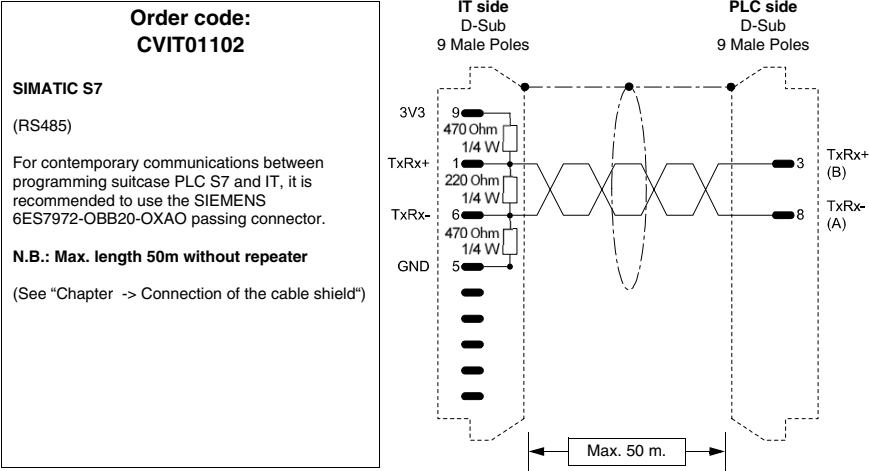 Order code:
CVIT01102
SIMATIC S7
(RS485)
For contemporary communications between
programming suitcase PLC S7 and IT, it is
recommended to use the SIEMENS
6ES7972-OBB20-OXAO passing connector.
N.B.: Max. length 50m without repeater
(See “Chapter -> Connection of the cable shield“)
IT side
D-Sub
9 Male Poles
PLC side
D-Sub
9 Male Poles
3V3 9
470 Ohm
1/4 W
TxRx+ 1
220 Ohm
1/4 W
TxRx- 6
470 Ohm
1/4 W
GND 5
3 TxRx+
(B)
8 TxRx-
(A)
Max. 50 m.